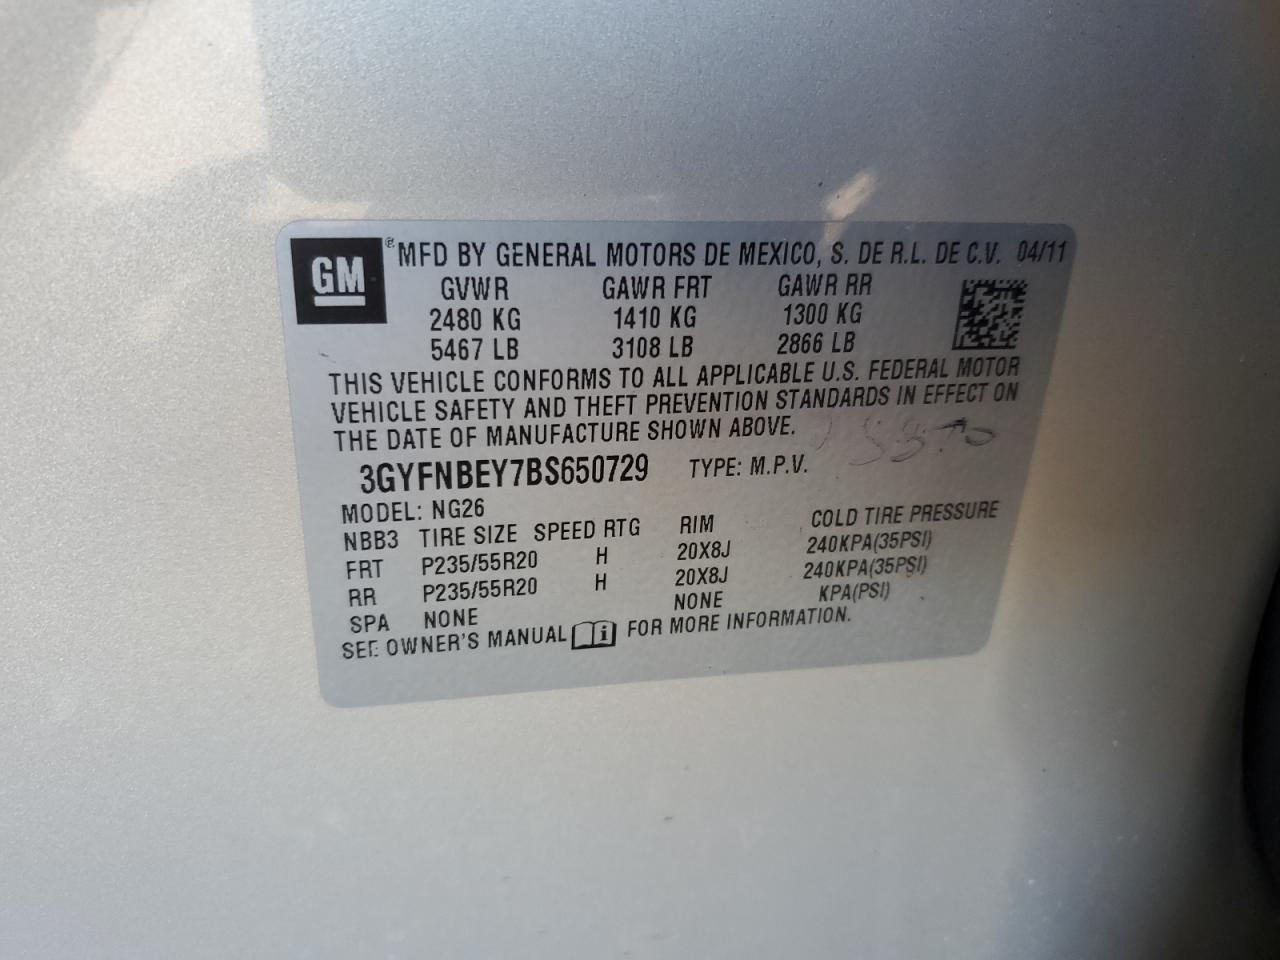 GM
® MFD BY GENERAL MOTORS DE MEXICO, S. DE R.L. DE C.V. 04/11
GVWR GAWR FRT GAWR RR
2480 KG 1410 KG 1300 KG
5467 LB 3108 LB 2866 LB
THIS VEHICLE CONFORMS TO ALL APPLICABLE U.S. FEDERAL MOTOR
VEHICLE SAFETY AND THEFT PREVENTION STANDARDS IN EFFECT ON
THE DATE OF MANUFACTURE SHOWN ABOVE.
3GYFNBEY7BS650729 TYPE: M.P.V.
MODEL: NG26
NBB3 TIRE SIZE SPEED RTG RIM COLD TIRE PRESSURE
FRT P235/55R20 H 20X8J 240KPA(35PSI)
RR P235/55R20 H 20X8J 240KPA(35PSI)
SPA NONE NONE KPA(PSI)
SEE OWNER'S MANUAL i FOR MORE INFORMATION.